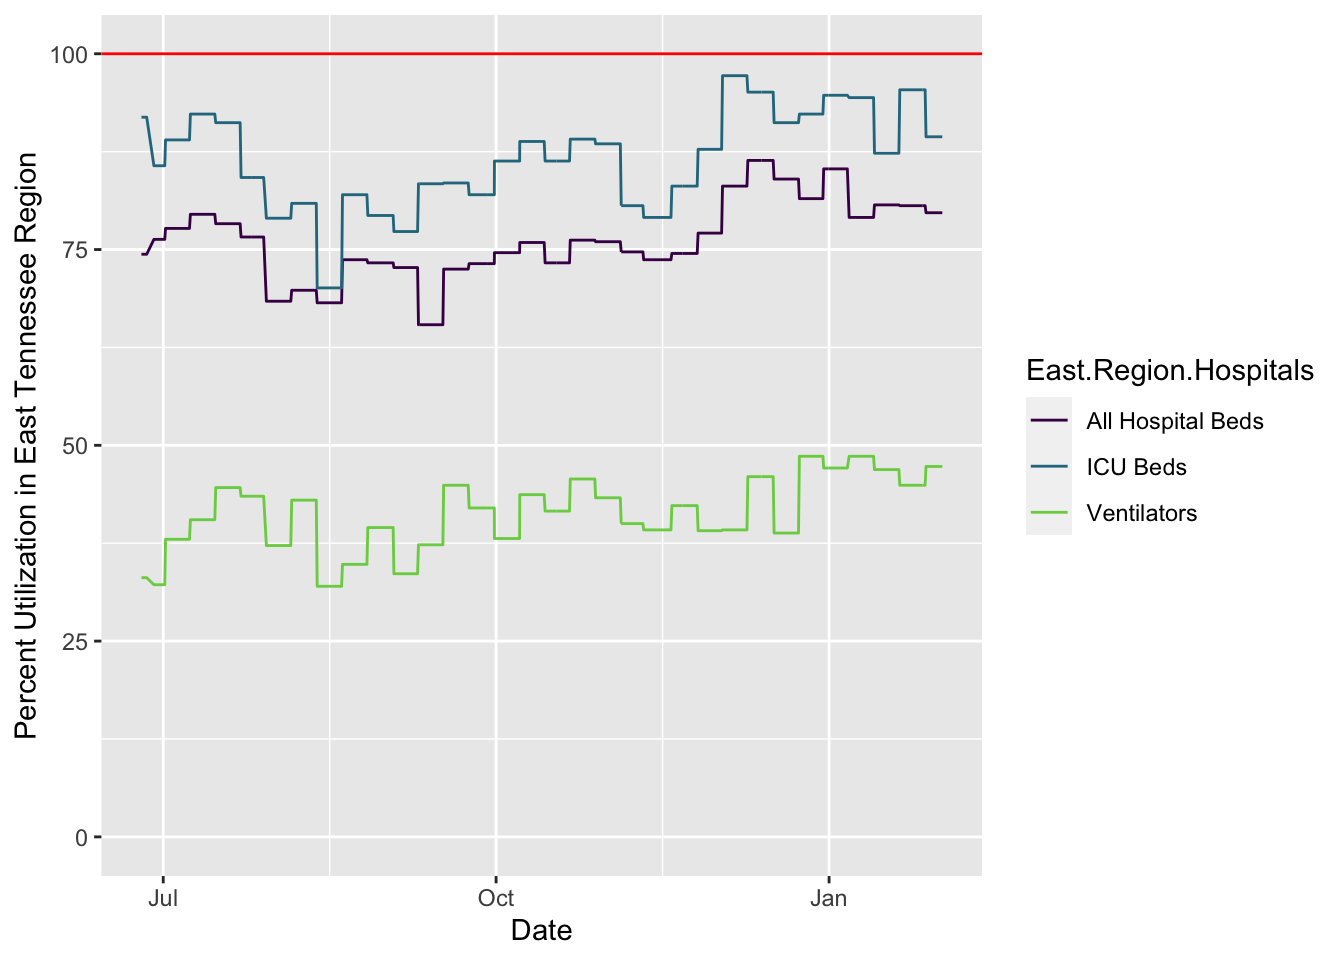 Percent Utilization in East Tennessee Region
100
75
50
25
0
Jul
Oct
Jan
Date
East.Region.Hospitals
All Hospital Beds
ICU Beds
Ventilators